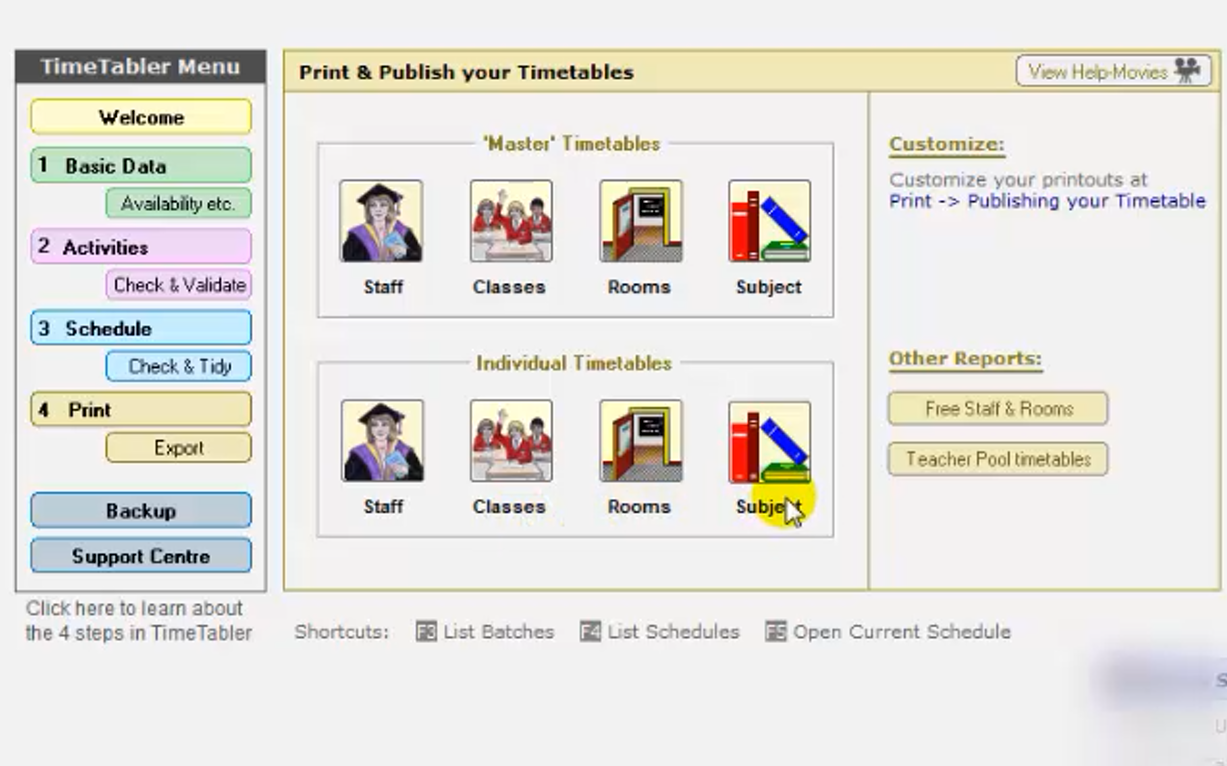 TimeTabler Menu
Welcome
1 Basic Data
Availability etc.
2 Activities
Check & Validate
3 Schedule
Check & Tidy
4 Print
Export
Backup
Support Centre
Click here to learn about
the 4 steps in TimeTabler
Print & Publish your Timetables
View Help-Movies
'Master' Timetables
Staff
Classes
Rooms
Subject
Individual Timetables
Staff
Classes
Rooms
Subject
Customize:
Customize your printouts at
Print -> Publishing your Timetable
Other Reports:
Free Staff & Rooms
Teacher Pool timetables
Shortcuts: F3 List Batches F4 List Schedules F5 Open Current Schedule